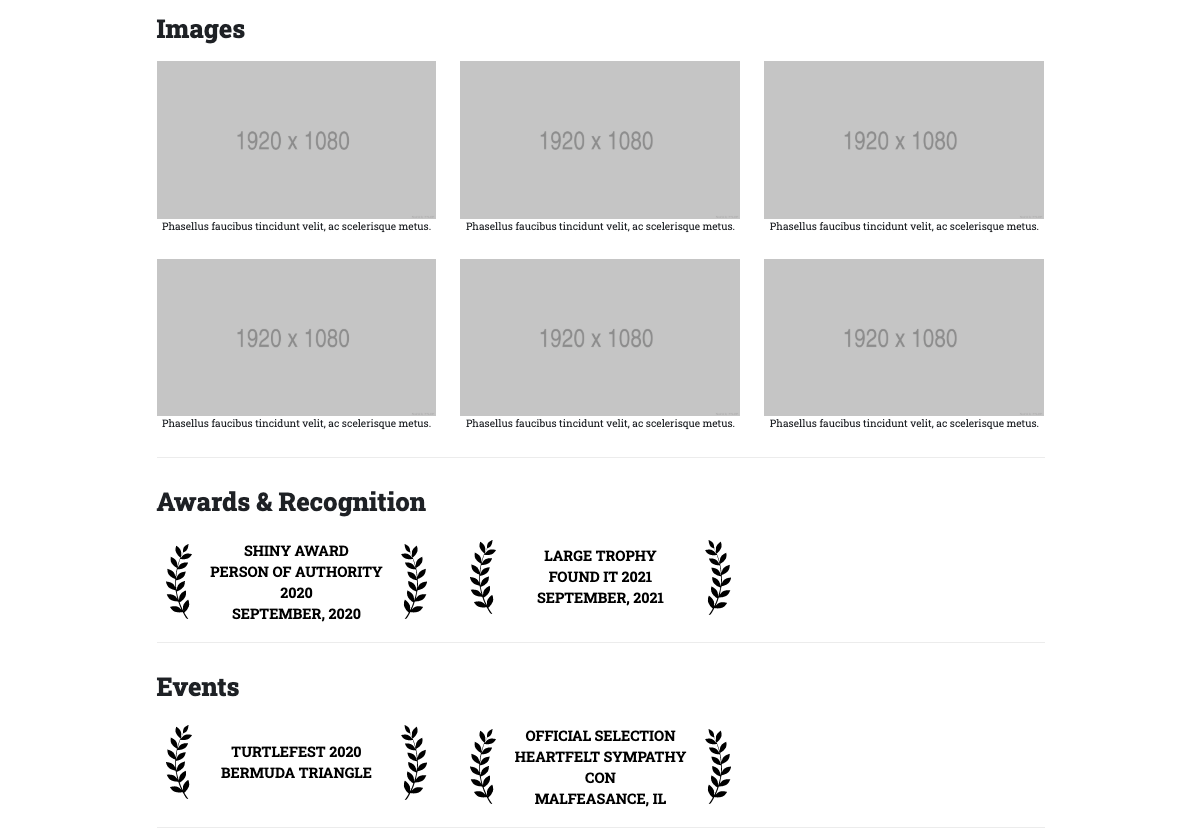 Images
1920 x 1080
1920 x 1080
1920 x 1080
Phasellus faucibus tincidunt velit, ac scelerisque metus.
Phasellus faucibus tincidunt velit, ac scelerisque metus.
Phasellus faucibus tincidunt velit, ac scelerisque metus.
1920 x 1080
1920 x 1080
1920 x 1080
Phasellus faucibus tincidunt velit, ac scelerisque metus.
Phasellus faucibus tincidunt velit, ac scelerisque metus.
Phasellus faucibus tincidunt velit, ac scelerisque metus.
Awards & Recognition
SHINY AWARD
PERSON OF AUTHORITY
2020
SEPTEMBER, 2020
LARGE TROPHY
FOUND IT 2021
SEPTEMBER, 2021
Events
TURTLEFEST 2020
BERMUDA TRIANGLE
OFFICIAL SELECTION
HEARTFELT SYMPATHY
CON
MALFEASANCE, IL